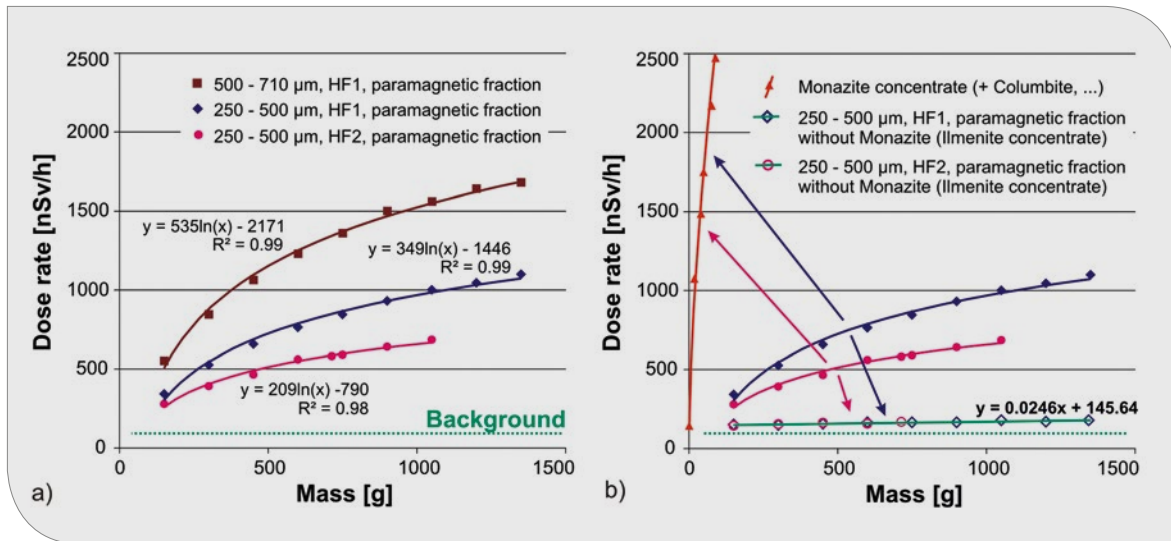 2500
2000
1500
1000
500
0
Dose rate [nSv/h]
500 - 710 µm, HF1, paramagnetic fraction
250 - 500 µm, HF1, paramagnetic fraction
250 - 500 µm, HF2, paramagnetic fraction
y = 535ln(x) - 2171
R² = 0.99
y = 349ln(x) - 1446
R² = 0.99
y = 209ln(x) -790
R² = 0.98
Background
0
500
1000
1500
Mass [g]
a)
2500
2000
1500
1000
500
0
Dose rate [nSv/h]
Monazite concentrate (+ Columbite, ...)
250 - 500 µm, HF1, paramagnetic fraction
without Monazite (Ilmenite concentrate)
250 - 500 µm, HF2, paramagnetic fraction
without Monazite (Ilmenite concentrate)
y = 0.0246x + 145.64
0
500
1000
1500
Mass [g]
b)